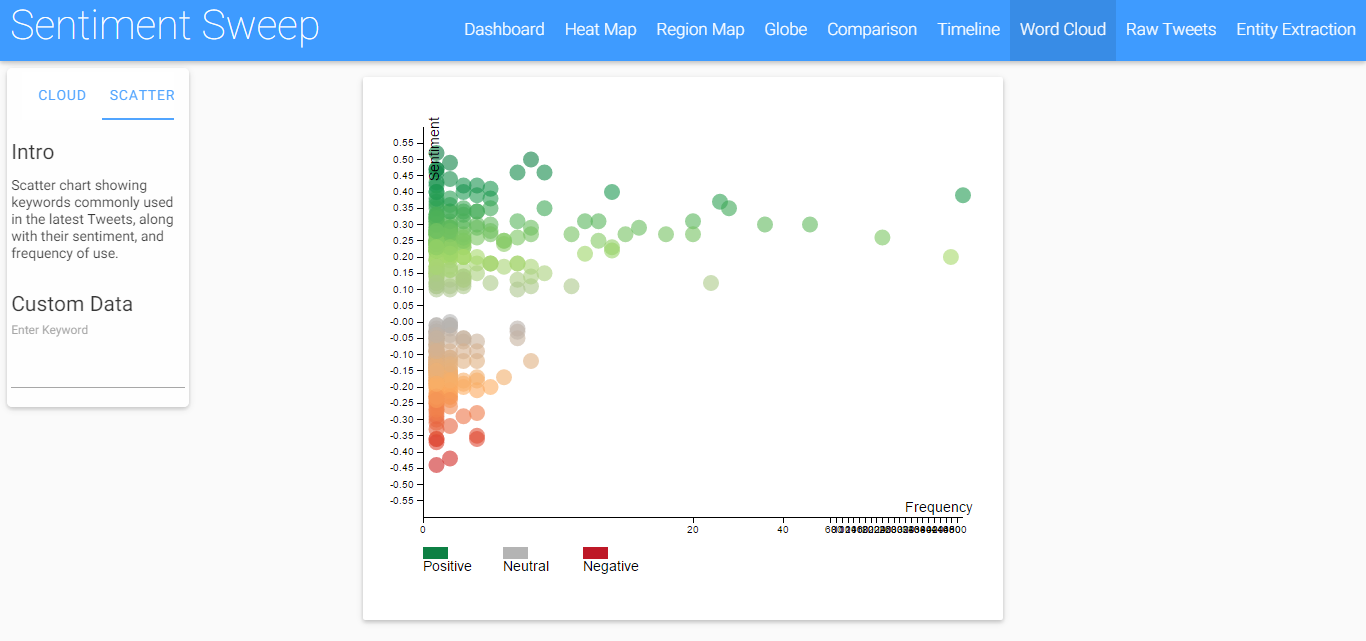 Sentiment Sweep
Dashboard Heat Map Region Map Globe Comparison Timeline Word Cloud Raw Tweets Entity Extraction
CLOUD SCATTER
Intro
Scatter chart showing
keywords commonly used
in the latest Tweets, along
with their sentiment, and
frequency of use.
Custom Data
Enter Keyword
Sentiment
0.55
0.50
0.45
0.40
0.35
0.30
0.25
0.20
0.15
0.10
0.05
-0.00
-0.05
-0.10
-0.15
-0.20
-0.25
-0.30
-0.35
-0.40
-0.45
-0.50
-0.55
Frequency
0 20 40
Positive Neutral Negative